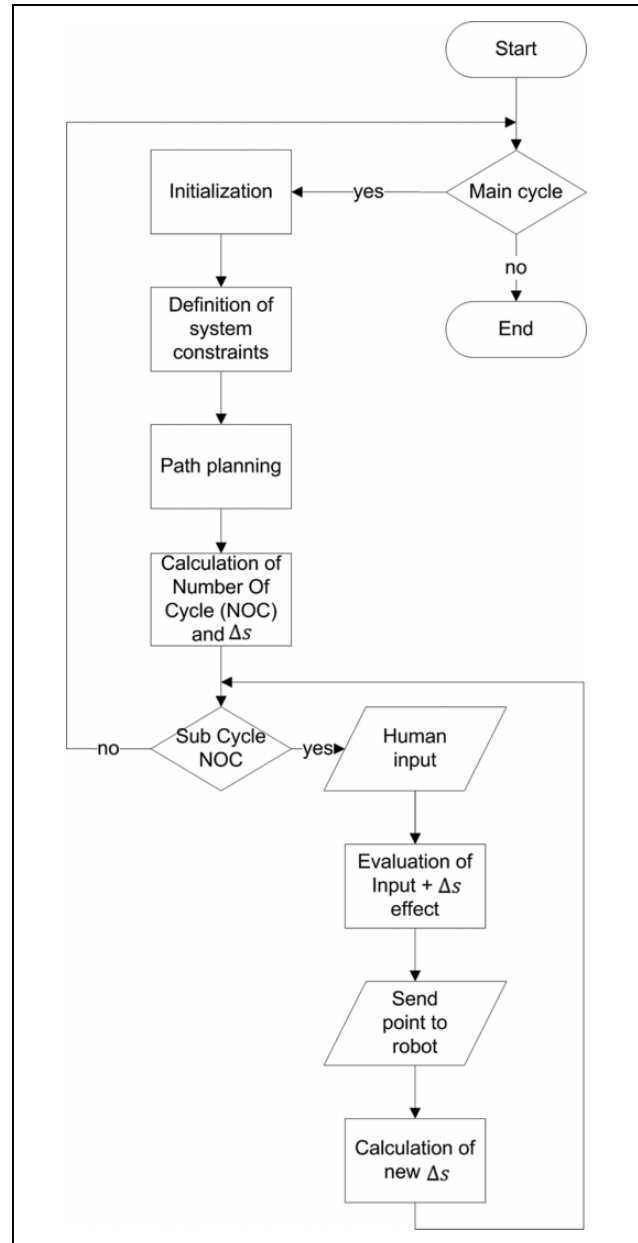 Start
Main cycle
yes
Initialization
no
End
Definition of
system
constraints
Path planning
Calculation of
Number Of
Cycle (NOC)
and Δs
Sub Cycle
NOC
no
yes
Human
input
Evaluation of
Input + Δs
effect
Send
point to
robot
Calculation of
new Δs